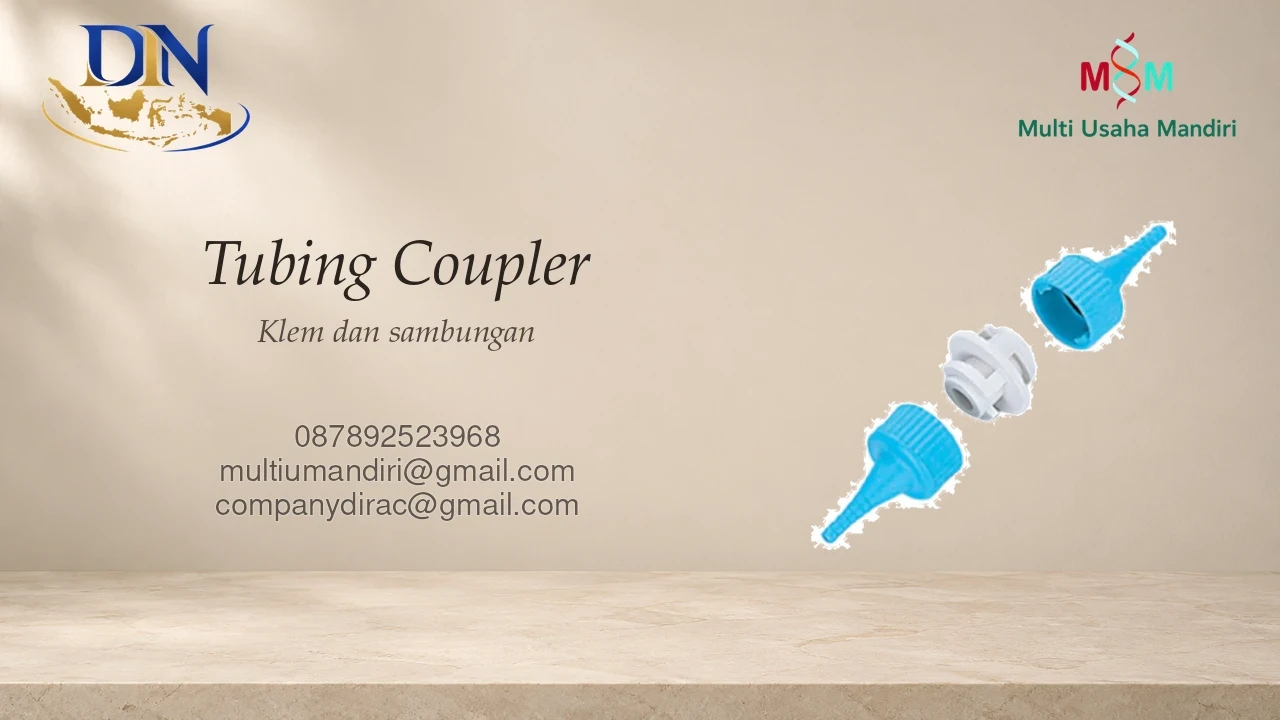 DN
MSM
Multi Usaha Mandiri
Tubing Coupler
Klem dan sambungan
087892523968
multiumandiri@gmail.com
companydirac@gmail.com